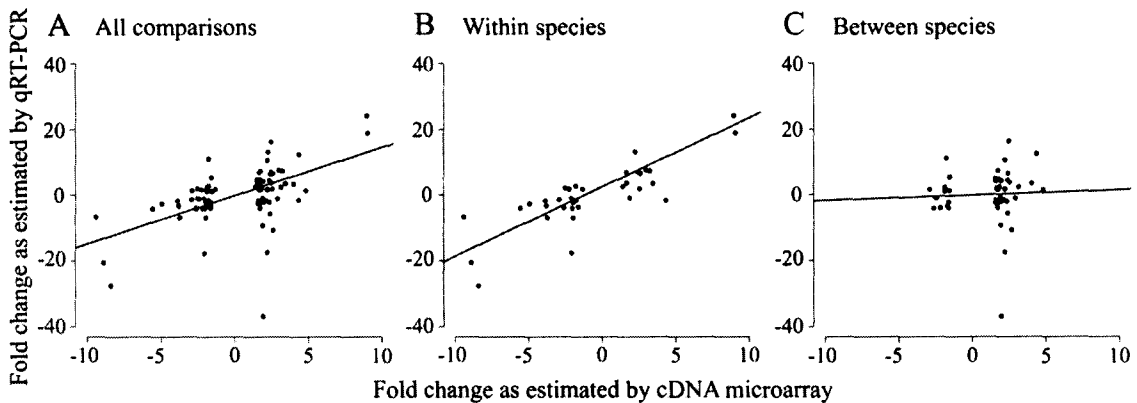 A All comparisons
B Within species
C Between species
Fold change as estimated by qRT-PCR
40
20
0
-20
-40
-10 -5 0 5 10
40
20
0
-20
-40
-10 -5 0 5 10
40
20
0
-20
-40
-10 -5 0 5 10
Fold change as estimated by cDNA microarray